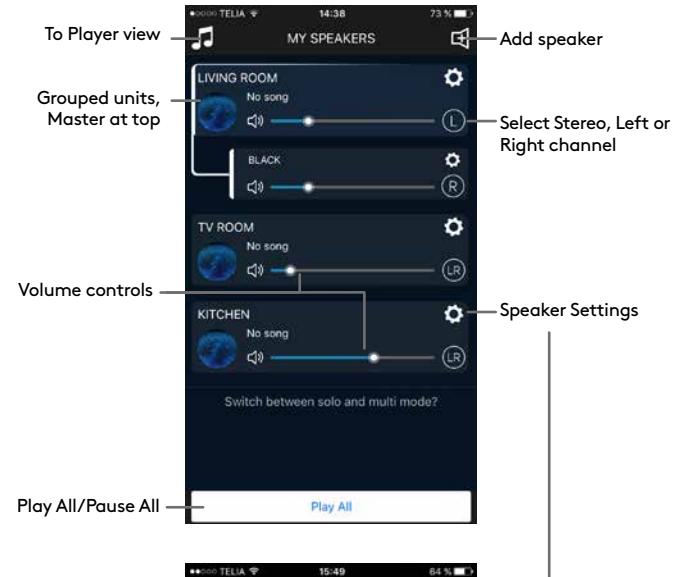 TELIA 14:38 73 %
To Player view
MY SPEAKERS
Add speaker
LIVING ROOM
No song
Grouped units,
Master at top
L
Select Stereo, Left or
Right channel
BLACK
R
TV ROOM
No song
LR
Volume controls
KITCHEN
Speaker Settings
No song
LR
Switch between solo and multi mode?
Play All/Pause All
Play All
TELIA 15:49 64 %